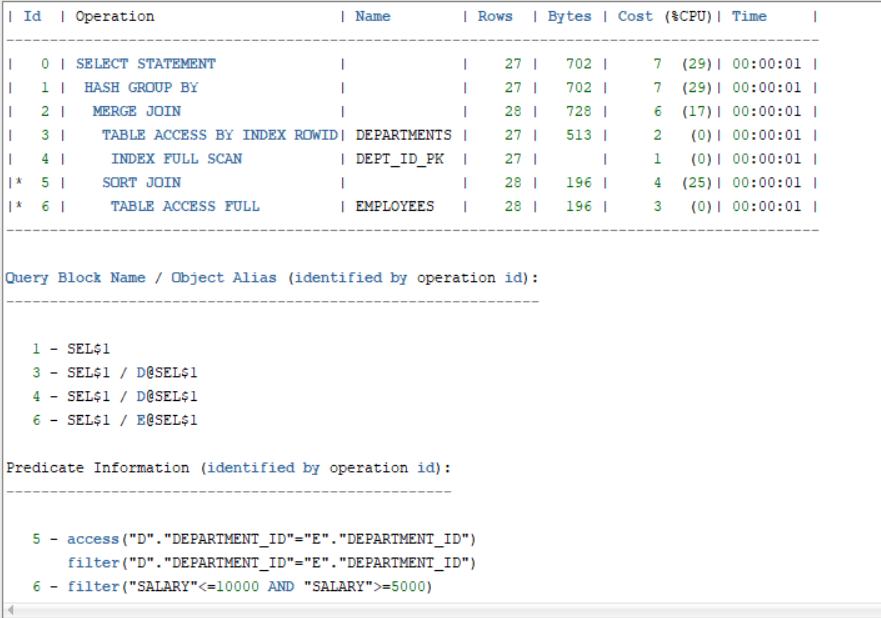 | Id  | Operation                    | Name        | Rows  | Bytes | Cost (%CPU)| Time     |
--------------------------------------------------------------------------------------------
|   0 | SELECT STATEMENT             |             |    27 |   702 |     7  (29)| 00:00:01 |
|   1 |  HASH GROUP BY               |             |    27 |   702 |     7  (29)| 00:00:01 |
|   2 |   MERGE JOIN                 |             |    28 |   728 |     6  (17)| 00:00:01 |
|   3 |    TABLE ACCESS BY INDEX ROWID| DEPARTMENTS |    27 |   513 |     2   (0)| 00:00:01 |
|   4 |     INDEX FULL SCAN          | DEPT_ID_PK  |    27 |       |     1   (0)| 00:00:01 |
|*  5 |    SORT JOIN                 |             |    28 |   196 |     4  (25)| 00:00:01 |
|*  6 |     TABLE ACCESS FULL        | EMPLOYEES   |    28 |   196 |     3   (0)| 00:00:01 |
--------------------------------------------------------------------------------------------
Query Block Name / Object Alias (identified by operation id):
-------------------------------------------------------------
1 - SEL$1
3 - SEL$1 / D@SEL$1
4 - SEL$1 / D@SEL$1
6 - SEL$1 / E@SEL$1
Predicate Information (identified by operation id):
---------------------------------------------------
5 - access("D"."DEPARTMENT_ID"="E"."DEPARTMENT_ID")
filter("D"."DEPARTMENT_ID"="E"."DEPARTMENT_ID")
6 - filter("SALARY"<=10000 AND "SALARY">=5000)